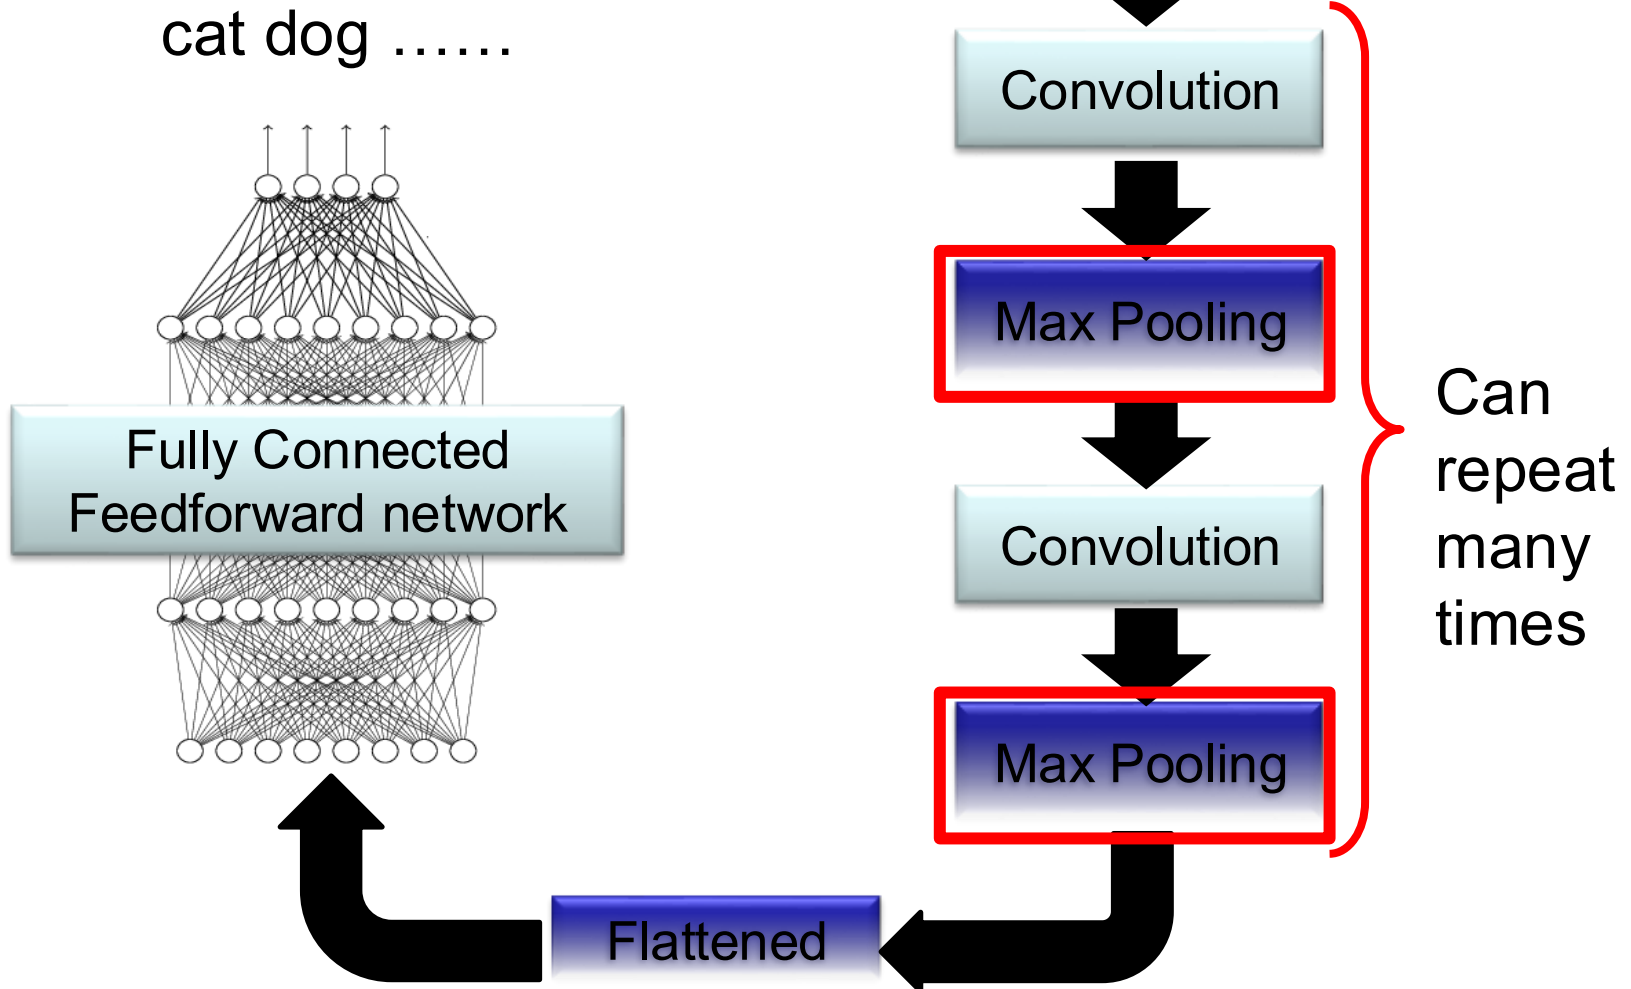 cat dog ……
Convolution
Max Pooling
Fully Connected
Feedforward network
Can
repeat
many
times
Convolution
Max Pooling
Flattened